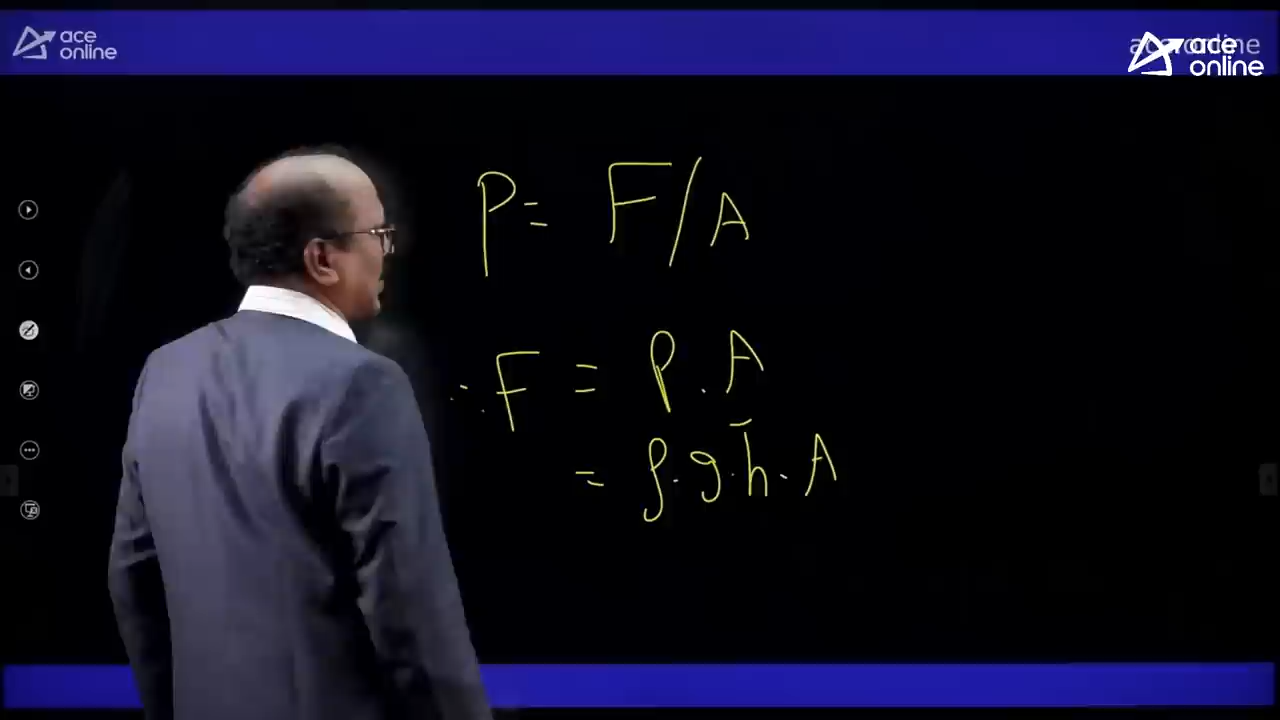 ace
online
ace
online
P = F/A
∴ F = P . A
= ρ . g . h̄ . A